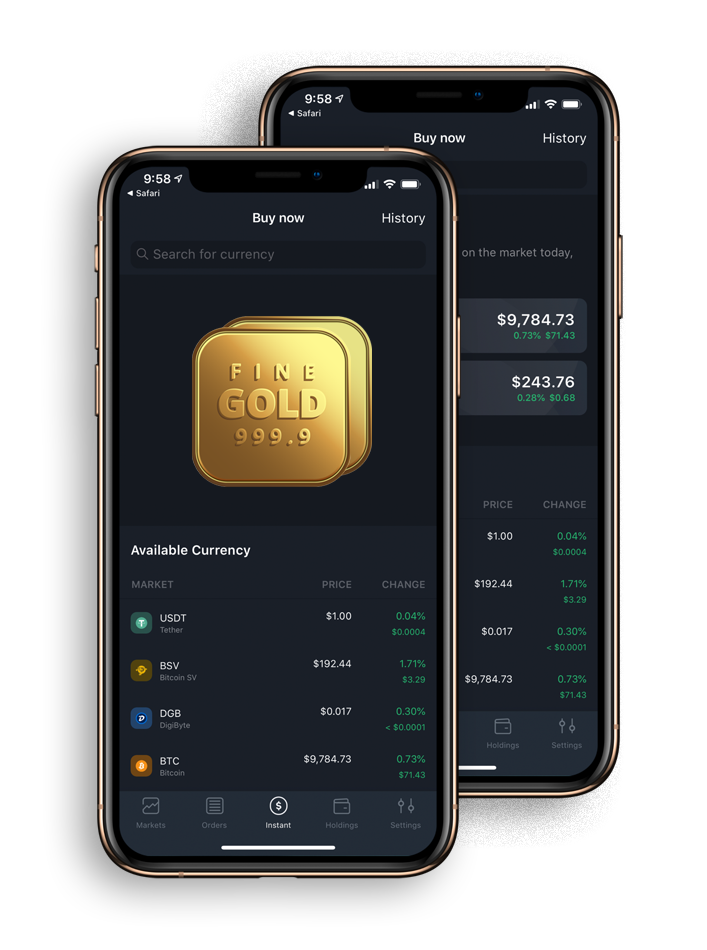 9:58
Safari
Buy now
History
on the market today,
$9,784.73
0.73% $71.43
$243.76
0.28% $0.68
PRICE CHANGE
$1.00 0.04%
$0.0004
$192.44 1.71%
$3.29
$0.017 0.30%
< $0.0001
$9,784.73 0.73%
$71.43
Holdings Settings
9:58
Safari
Buy now
History
Search for currency
FINE
GOLD
999.9
Available Currency
MARKET PRICE CHANGE
USDT $1.00 0.04%
Tether $0.0004
BSV $192.44 1.71%
Bitcoin SV $3.29
DGB $0.017 0.30%
DigiByte < $0.0001
BTC $9,784.73 0.73%
Bitcoin $71.43
Markets Orders Instant Holdings Settings